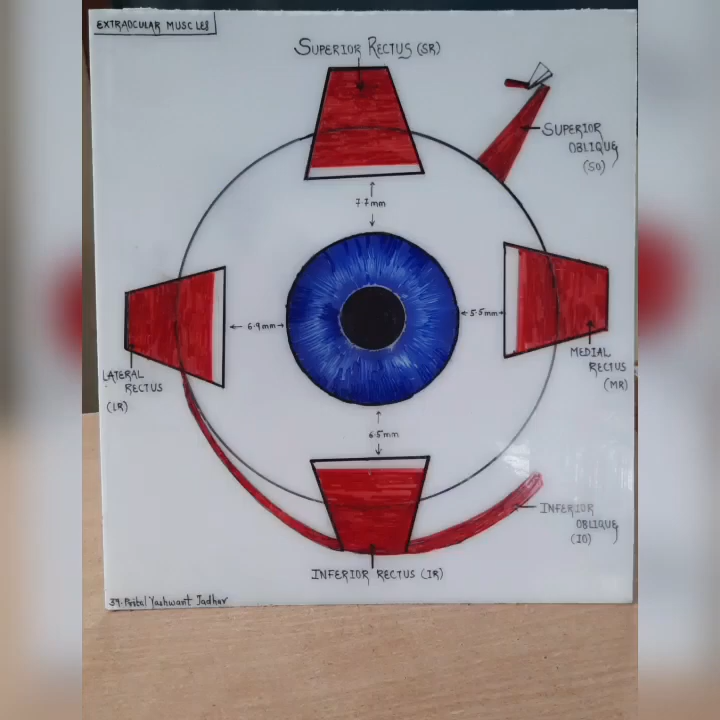 EXTRAOCULAR MUSCLES
SUPERIOR RECTUS (SR)
SUPERIOR
OBLIQUE
(SO)
7.7mm
6.9mm
5.5mm
MEDIAL
RECTUS
(MR)
LATERAL
RECTUS
(LR)
6.5mm
INFERIOR
OBLIQUE
(IO)
INFERIOR RECTUS (IR)
39. Yashwant Jadhav